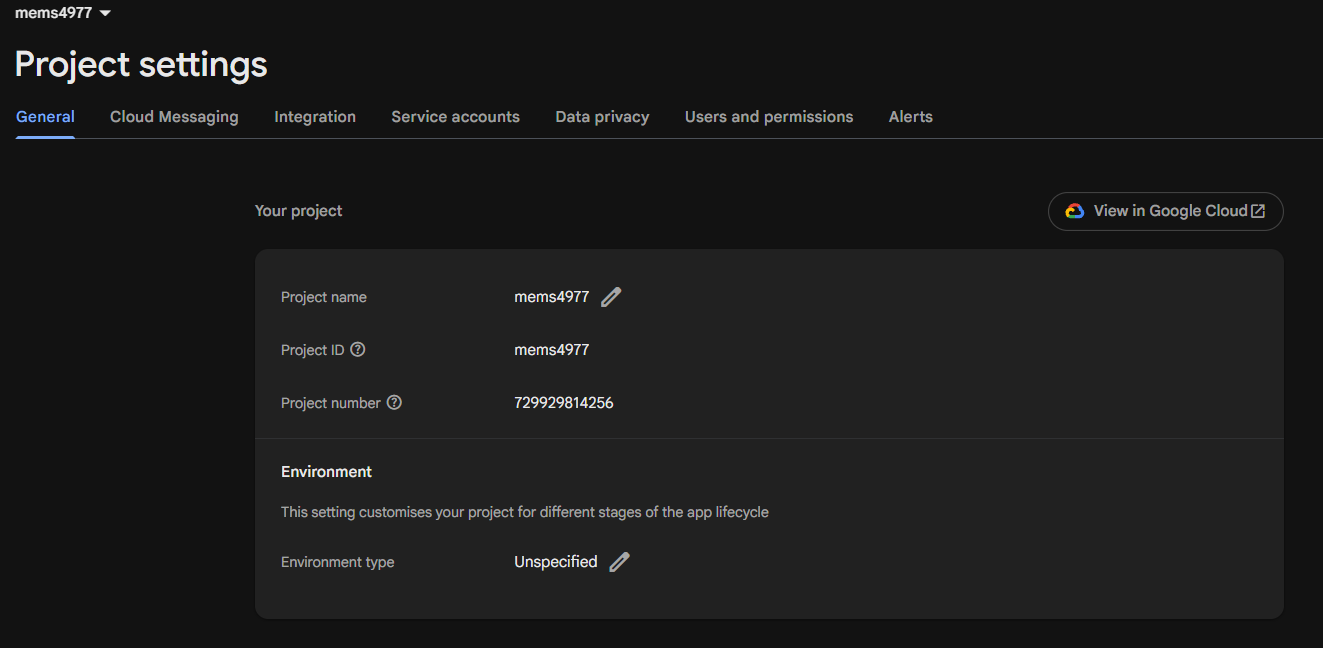 mems4977
Project settings
General Cloud Messaging Integration Service accounts Data privacy Users and permissions Alerts
Your project View in Google Cloud
Project name mems4977
Project ID mems4977
Project number 729929814256
Environment
This setting customises your project for different stages of the app lifecycle
Environment type Unspecified